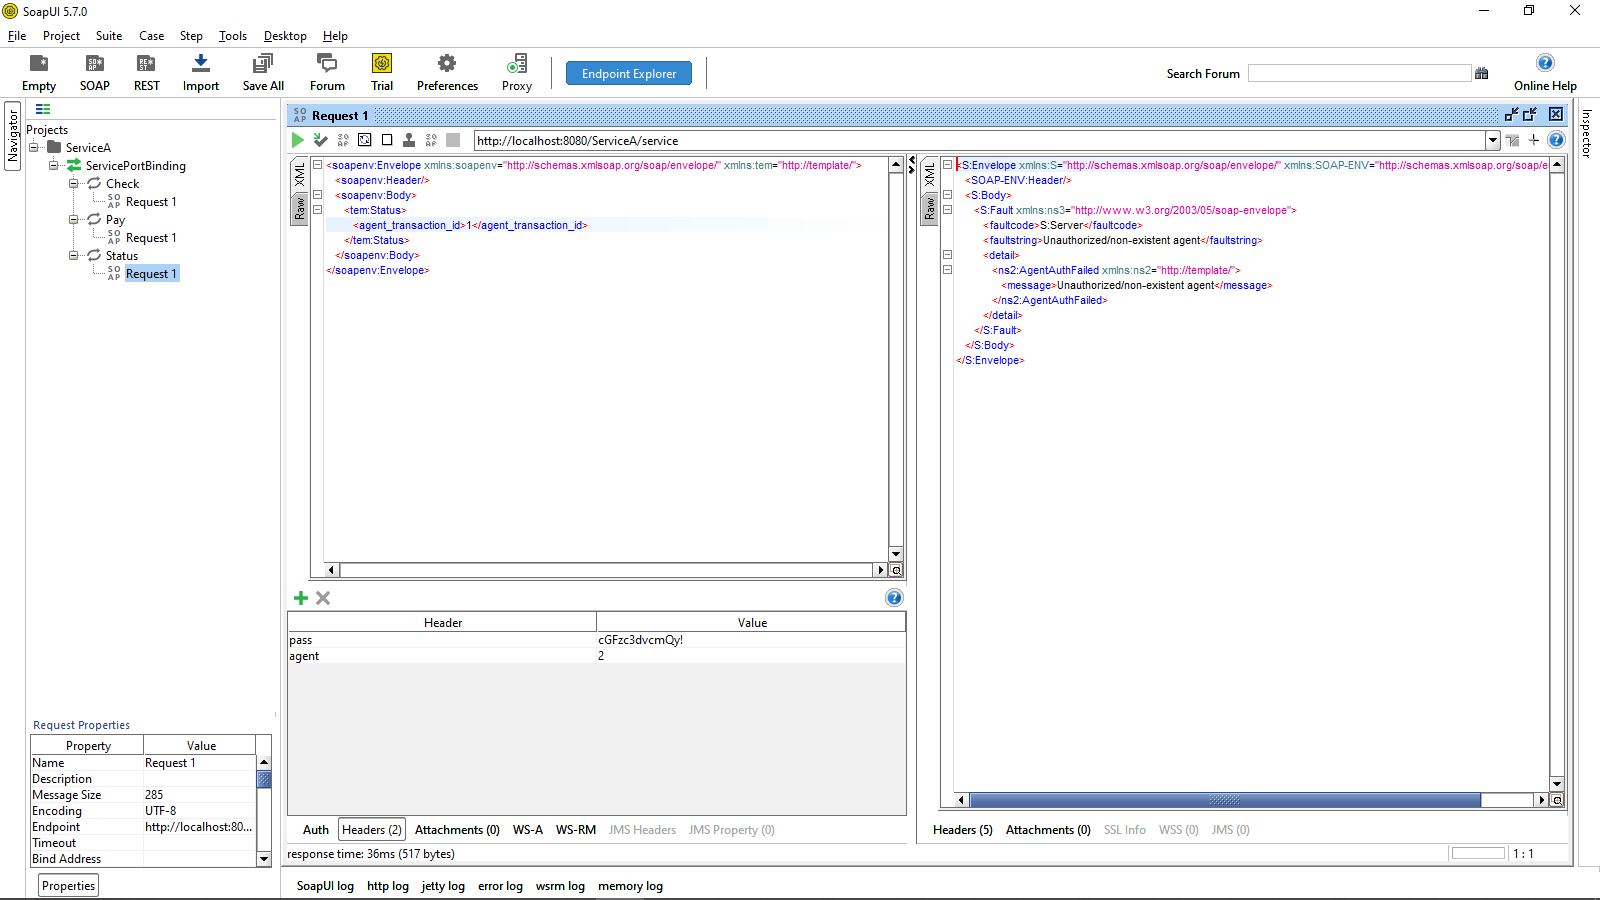 SoapUI 5.7.0
File Project Suite Case Step Tools Desktop Help
Empty SOAP REST Import Save All Forum Trial Preferences Proxy Endpoint Explorer Search Forum Online Help
Navigator
Projects
ServiceA
ServicePortBinding
Check
Request 1
Pay
Request 1
Status
Request 1
Request Properties
Property Value
Name Request 1
Description
Message Size 285
Encoding UTF-8
Endpoint http://localhost:80...
Timeout
Bind Address
Properties
Request 1
http://localhost:8080/ServiceA/service
XML
Raw
<soapenv:Envelope xmlns:soapenv="http://schemas.xmlsoap.org/soap/envelope/" xmlns:tem="http://template/">
<soapenv:Header/>
<soapenv:Body>
<tem:Status>
<agent_transaction_id>1</agent_transaction_id>
</tem:Status>
</soapenv:Body>
</soapenv:Envelope>
Header Value
pass cGFzc3dvcmQy!
agent 2
Auth Headers (2) Attachments (0) WS-A WS-RM JMS Headers JMS Property (0)
response time: 36ms (517 bytes)
XML
Raw
<S:Envelope xmlns:S="http://schemas.xmlsoap.org/soap/envelope/" xmlns:SOAP-ENV="http://schemas.xmlsoap.org/soap/e
<SOAP-ENV:Header/>
<S:Body>
<S:Fault xmlns:ns3="http://www.w3.org/2003/05/soap-envelope">
<faultcode>S:Server</faultcode>
<faultstring>Unauthorized/non-existent agent</faultstring>
<detail>
<ns2:AgentAuthFailed xmlns:ns2="http://template/">
<message>Unauthorized/non-existent agent</message>
</ns2:AgentAuthFailed>
</detail>
</S:Fault>
</S:Body>
</S:Envelope>
Headers (5) Attachments (0) SSL Info WSS (0) JMS (0)
1 : 1
Inspector
SoapUI log http log jetty log error log wsrm log memory log